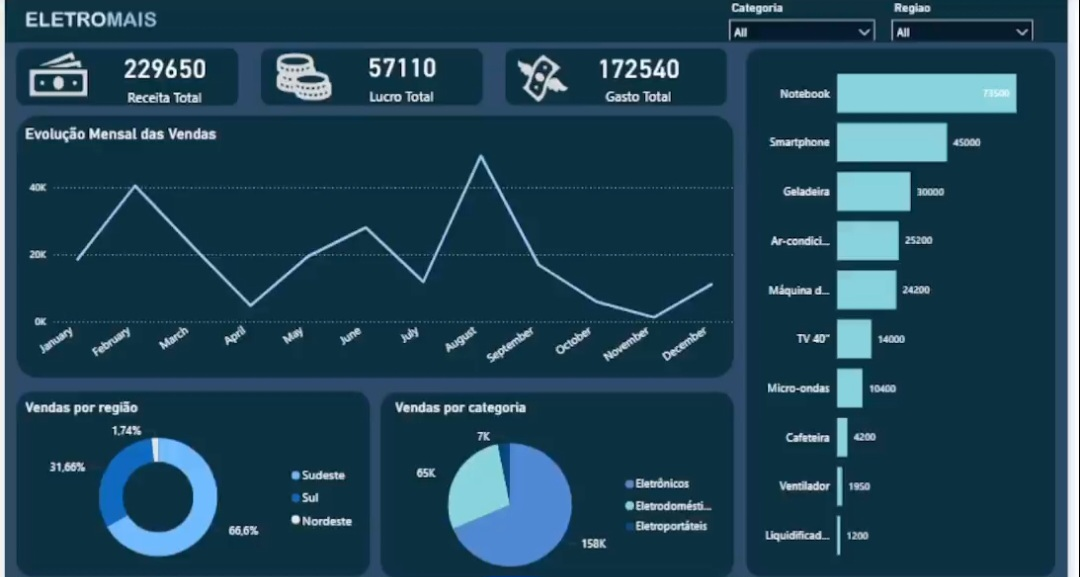 ELETROMAIS
Categoria
All
Regiao
All
229650
Receita Total
57110
Lucro Total
172540
Gasto Total
Evolução Mensal das Vendas
40K
20K
0K
January
February
March
April
May
June
July
August
September
October
November
December
Notebook 73500
Smartphone 45000
Geladeira 30000
Ar-condici... 25200
Máquina d... 24200
TV 40" 14000
Micro-ondas 10400
Cafeteira 4200
Ventilador 1950
Liquidificad... 1200
Vendas por região
1,74%
31,66%
66,6%
Sudeste
Sul
Nordeste
Vendas por categoria
7K
65K
158K
Eletrônicos
Eletrodomésti...
Eletroportáteis